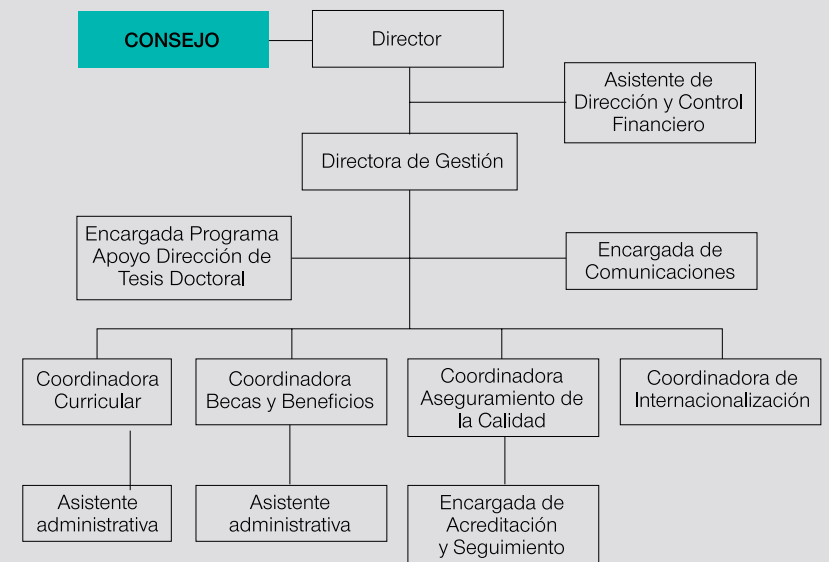 CONSEJO
Director
Asistente de
Dirección y Control
Financiero
Directora de Gestión
Encargada Programa
Apoyo Dirección de
Tesis Doctoral
Encargada de
Comunicaciones
Coordinadora
Curricular
Coordinadora
Becas y Beneficios
Coordinadora
Aseguramiento de
la Calidad
Coordinadora de
Internacionalización
Asistente
administrativa
Asistente
administrativa
Encargada de
Acreditación
y Seguimiento